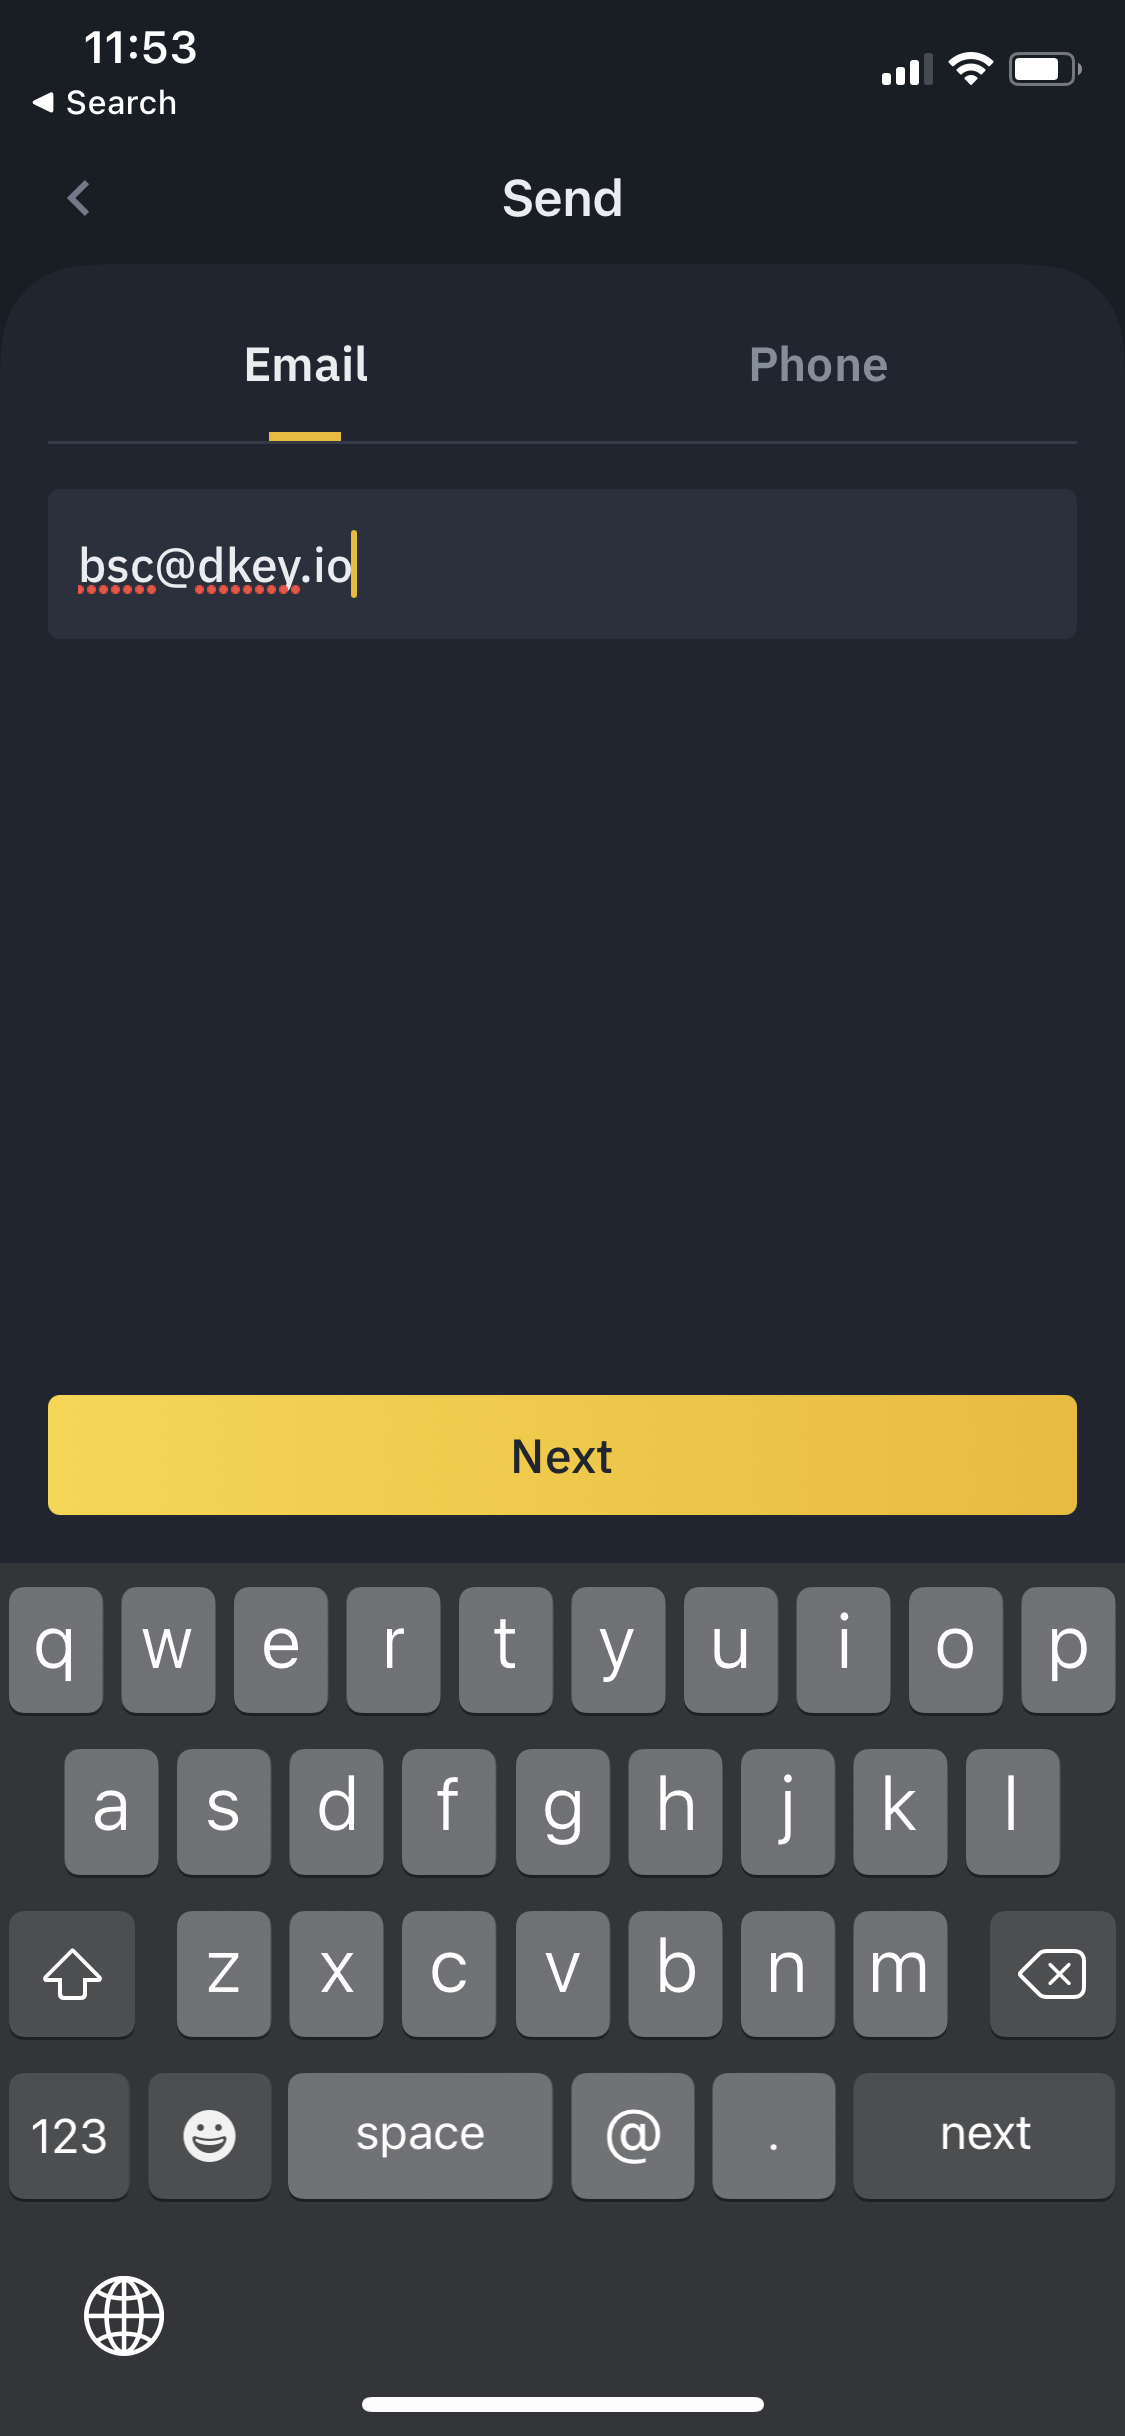 11:53
Search
Send
Email Phone
bsc@dkey.io
Next
q w e r t y u i o p
a s d f g h j k l
z x c v b n m
123 space @ . next